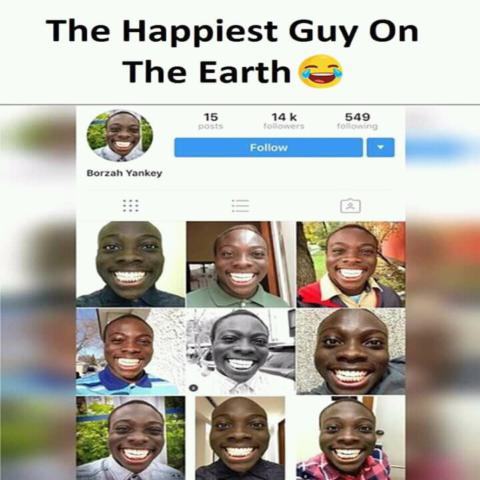 The Happiest Guy On
The Earth😂
15 14 k 549
posts followers following
Follow
Borzah Yankey